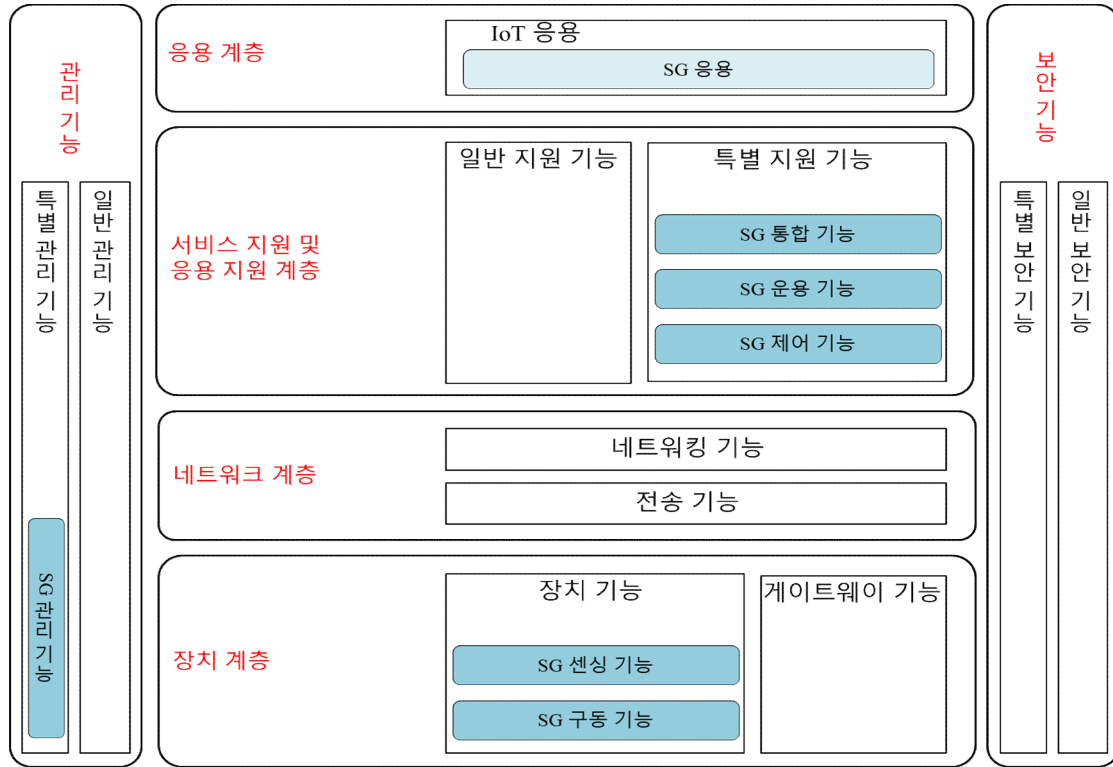 관리 기능
특별 관리 기능
일반 관리 기능
SG 관리 기능
응용 계층
IoT 응용
SG 응용
서비스 지원 및
응용 지원 계층
일반 지원 기능
특별 지원 기능
SG 통합 기능
SG 운용 기능
SG 제어 기능
네트워크 계층
네트워킹 기능
전송 기능
장치 계층
장치 기능
게이트웨이 기능
SG 센싱 기능
SG 구동 기능
보안 기능
특별 보안 기능
일반 보안 기능